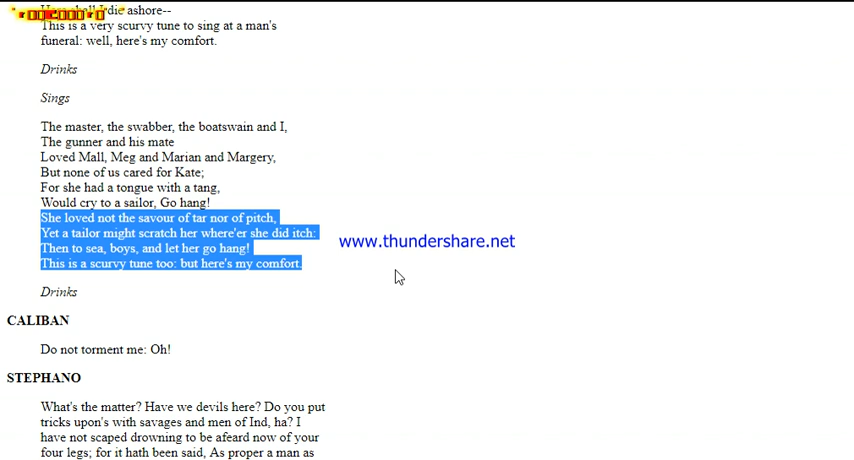 Here shall I die ashore--
This is a very scurvy tune to sing at a man's
funeral: well, here's my comfort.
Drinks
Sings
The master, the swabber, the boatswain and I,
The gunner and his mate
Loved Mall, Meg and Marian and Margery,
But none of us cared for Kate;
For she had a tongue with a tang,
Would cry to a sailor, Go hang!
She loved not the savour of tar nor of pitch,
Yet a tailor might scratch her where'er she did itch:
Then to sea, boys, and let her go hang!
This is a scurvy tune too: but here's my comfort.
www.thundershare.net
Drinks
CALIBAN
Do not torment me: Oh!
STEPHANO
What's the matter? Have we devils here? Do you put
tricks upon's with savages and men of Ind, ha? I
have not scaped drowning to be afeard now of your
four legs; for it hath been said, As proper a man as